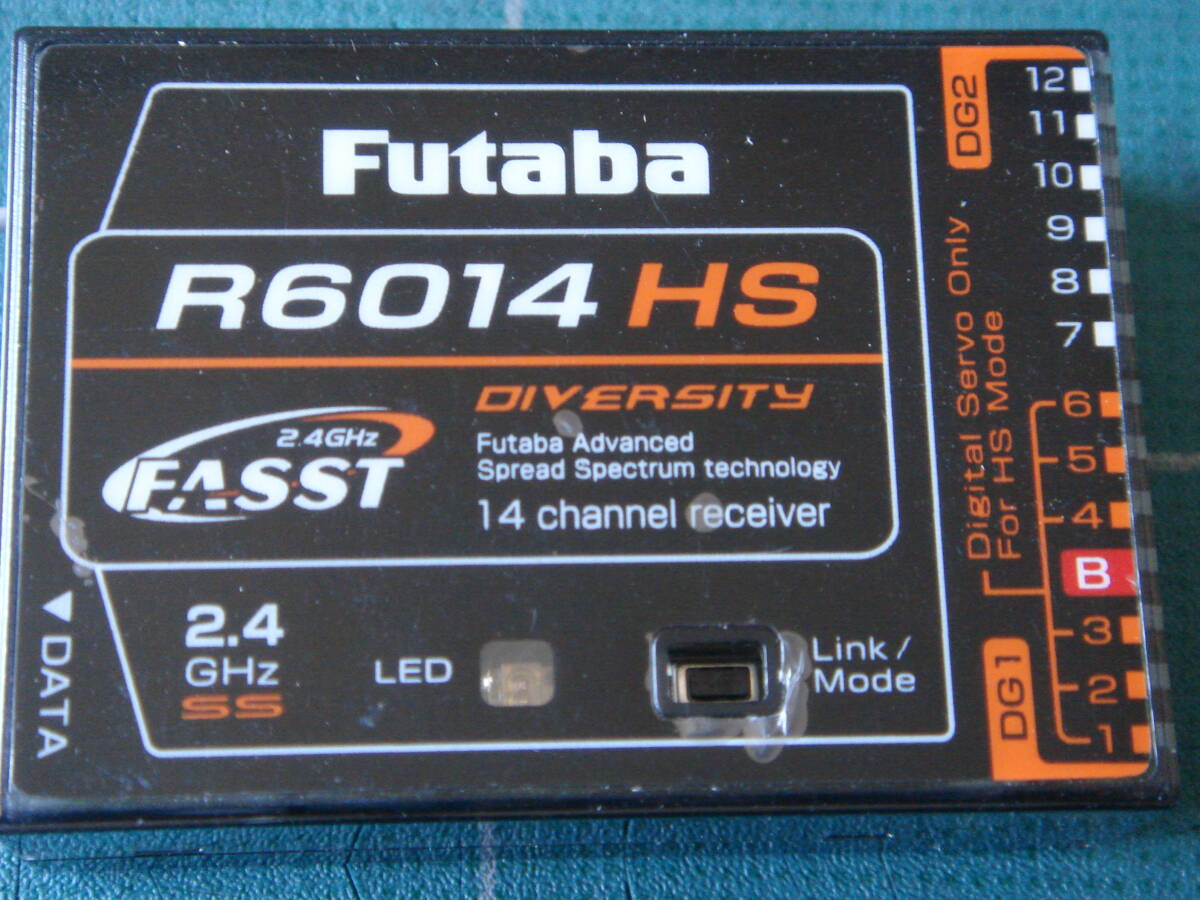 Futaba
R6014 HS
DIVERSITY
2.4GHz
FASST
Futaba Advanced
Spread Spectrum technology
14 channel receiver
2.4
GHz
SS
LED
Link /
Mode
▼DATA
DG2
12
11
10
9
8
7
6
5
4
B
3
2
1
DG1
Digital Servo Only
For HS Mode